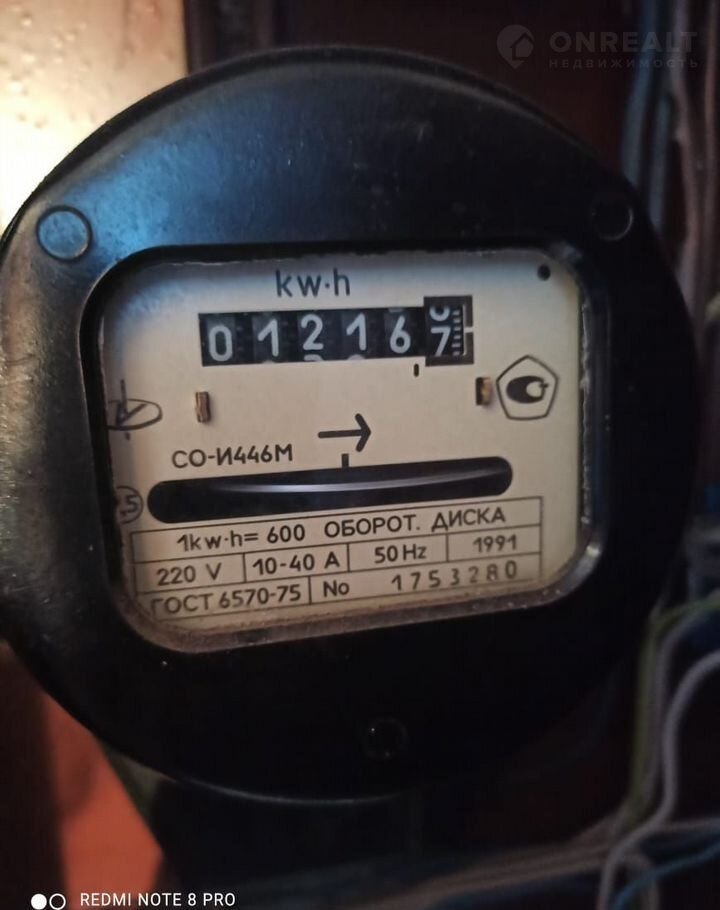 ONREALT
НЕДВИЖИМОСТЬ
kw·h
012167
СО-И446М
1kw·h= 600 ОБОРОТ. ДИСКА
220 V 10-40 A 50 Hz 1991
ГОСТ 6570-75 No 1753280
REDMI NOTE 8 PRO